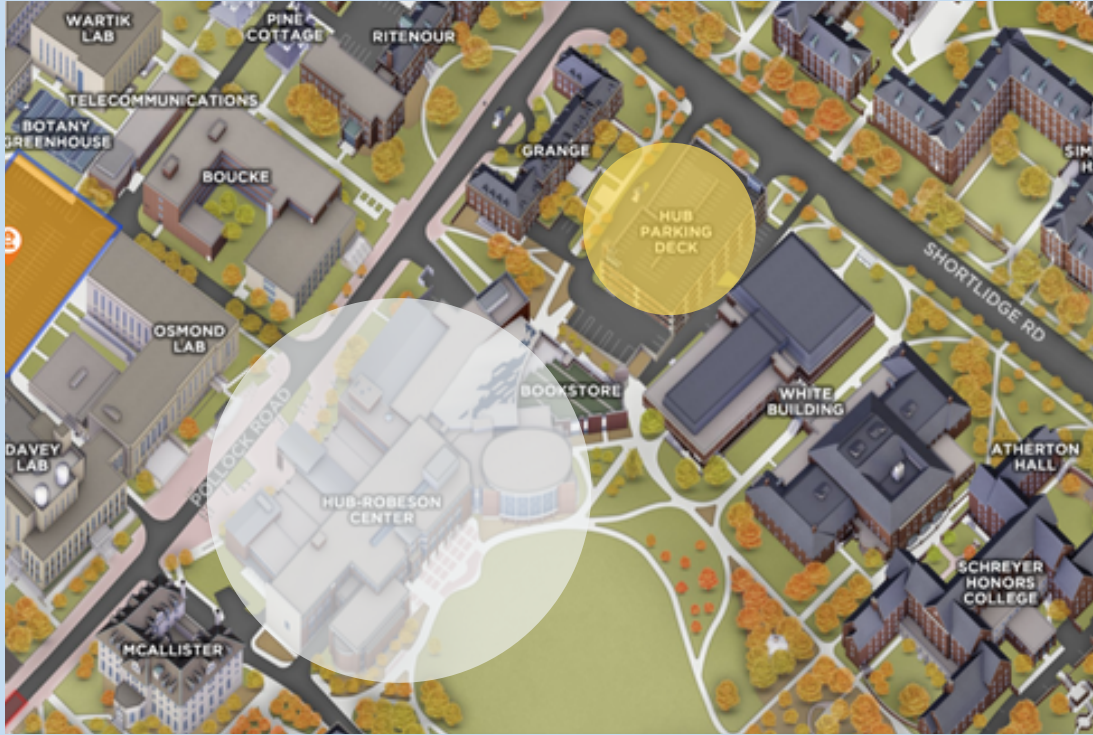 WARTIK
LAB
PINE
COTTAGE
RITENOUR
TELECOMMUNICATIONS
BOTANY
GREENHOUSE
GRANGE
BOUCKE
SIM
H
HUB
PARKING
DECK
SHORTLIDGE RD
OSMOND
LAB
BOOKSTORE
WHITE
BUILDING
POLLOCK ROAD
DAVEY
LAB
ATHERTON
HALL
HUB-ROBESON
CENTER
SCHREYER
HONORS
COLLEGE
MCALLISTER